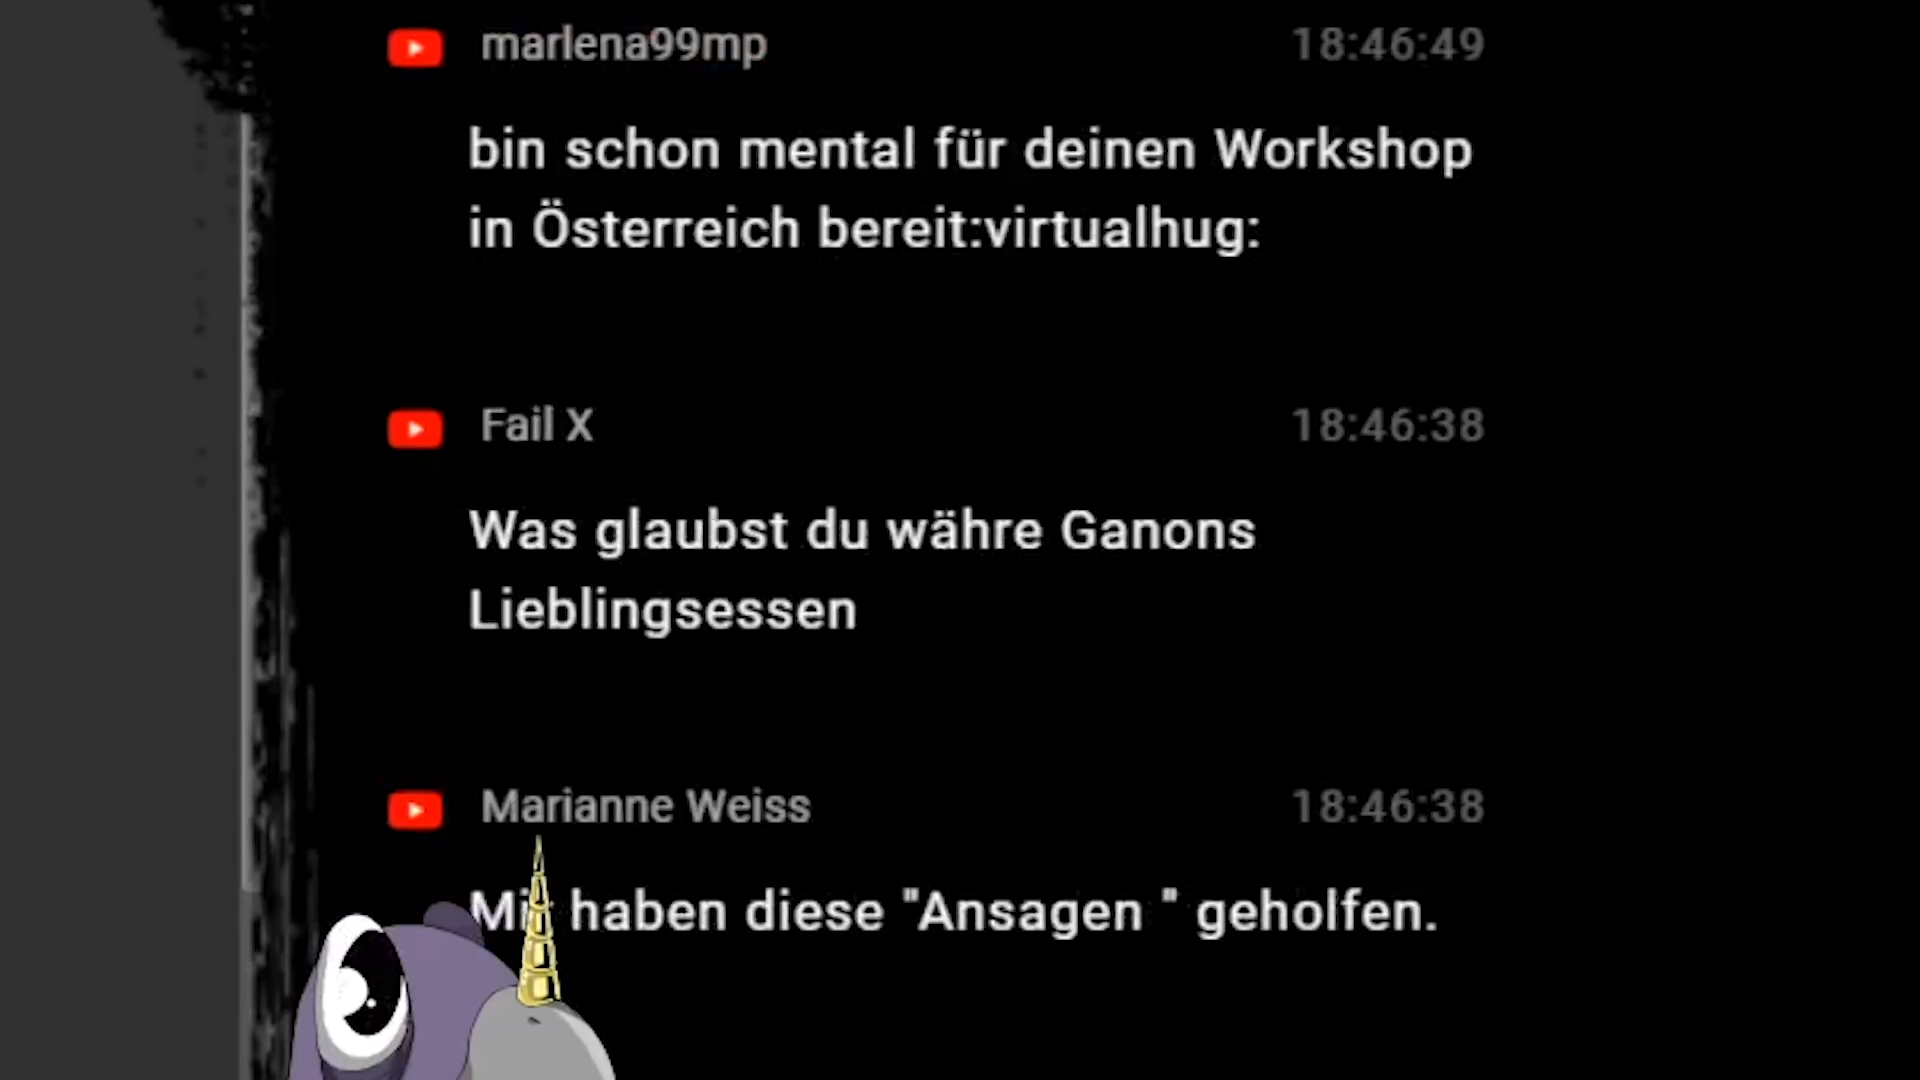 marlena99mp 18:46:49
bin schon mental für deinen Workshop
in Österreich bereit:virtualhug:
Fail X 18:46:38
Was glaubst du währe Ganons
Lieblingsessen
Marianne Weiss 18:46:38
Mir haben diese "Ansagen " geholfen.